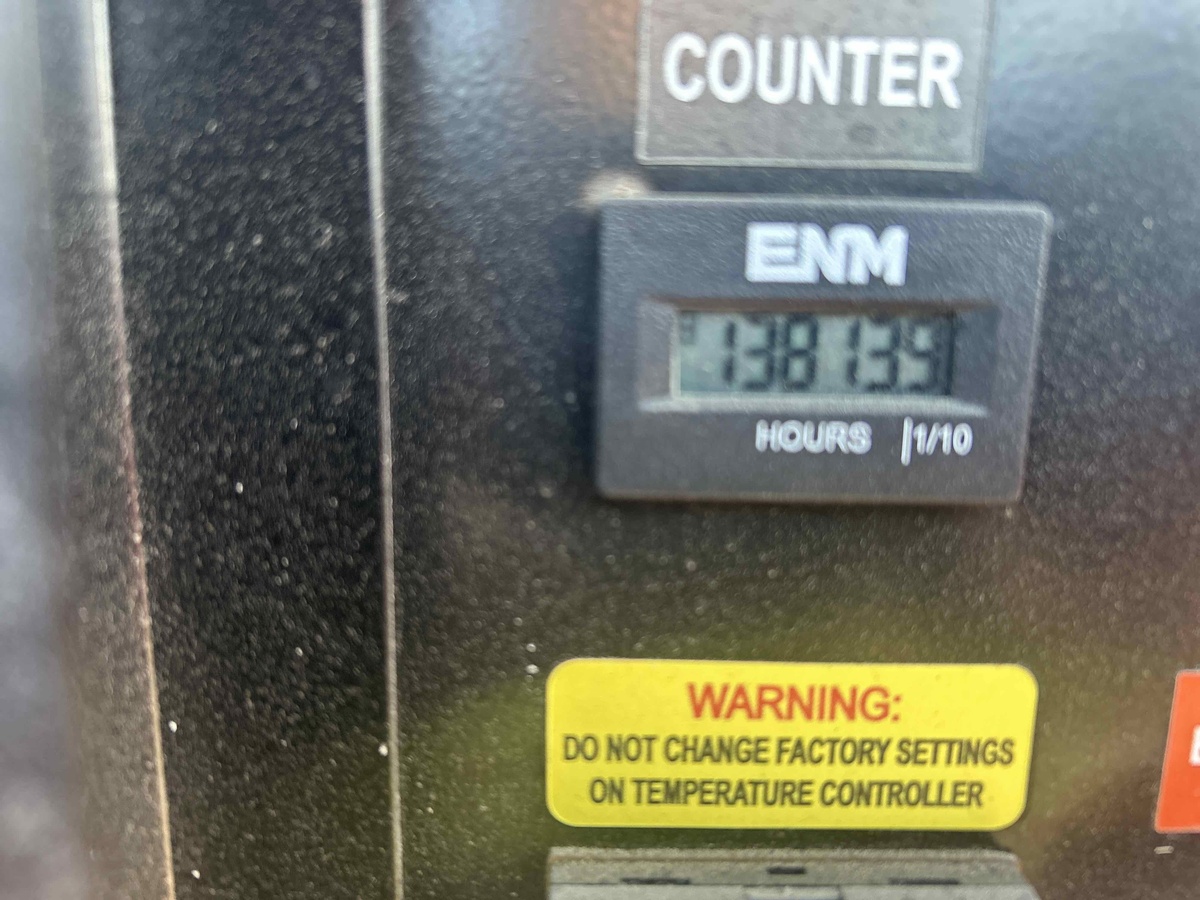 COUNTER
ENM
138139
HOURS |1/10
WARNING:
DO NOT CHANGE FACTORY SETTINGS
ON TEMPERATURE CONTROLLER